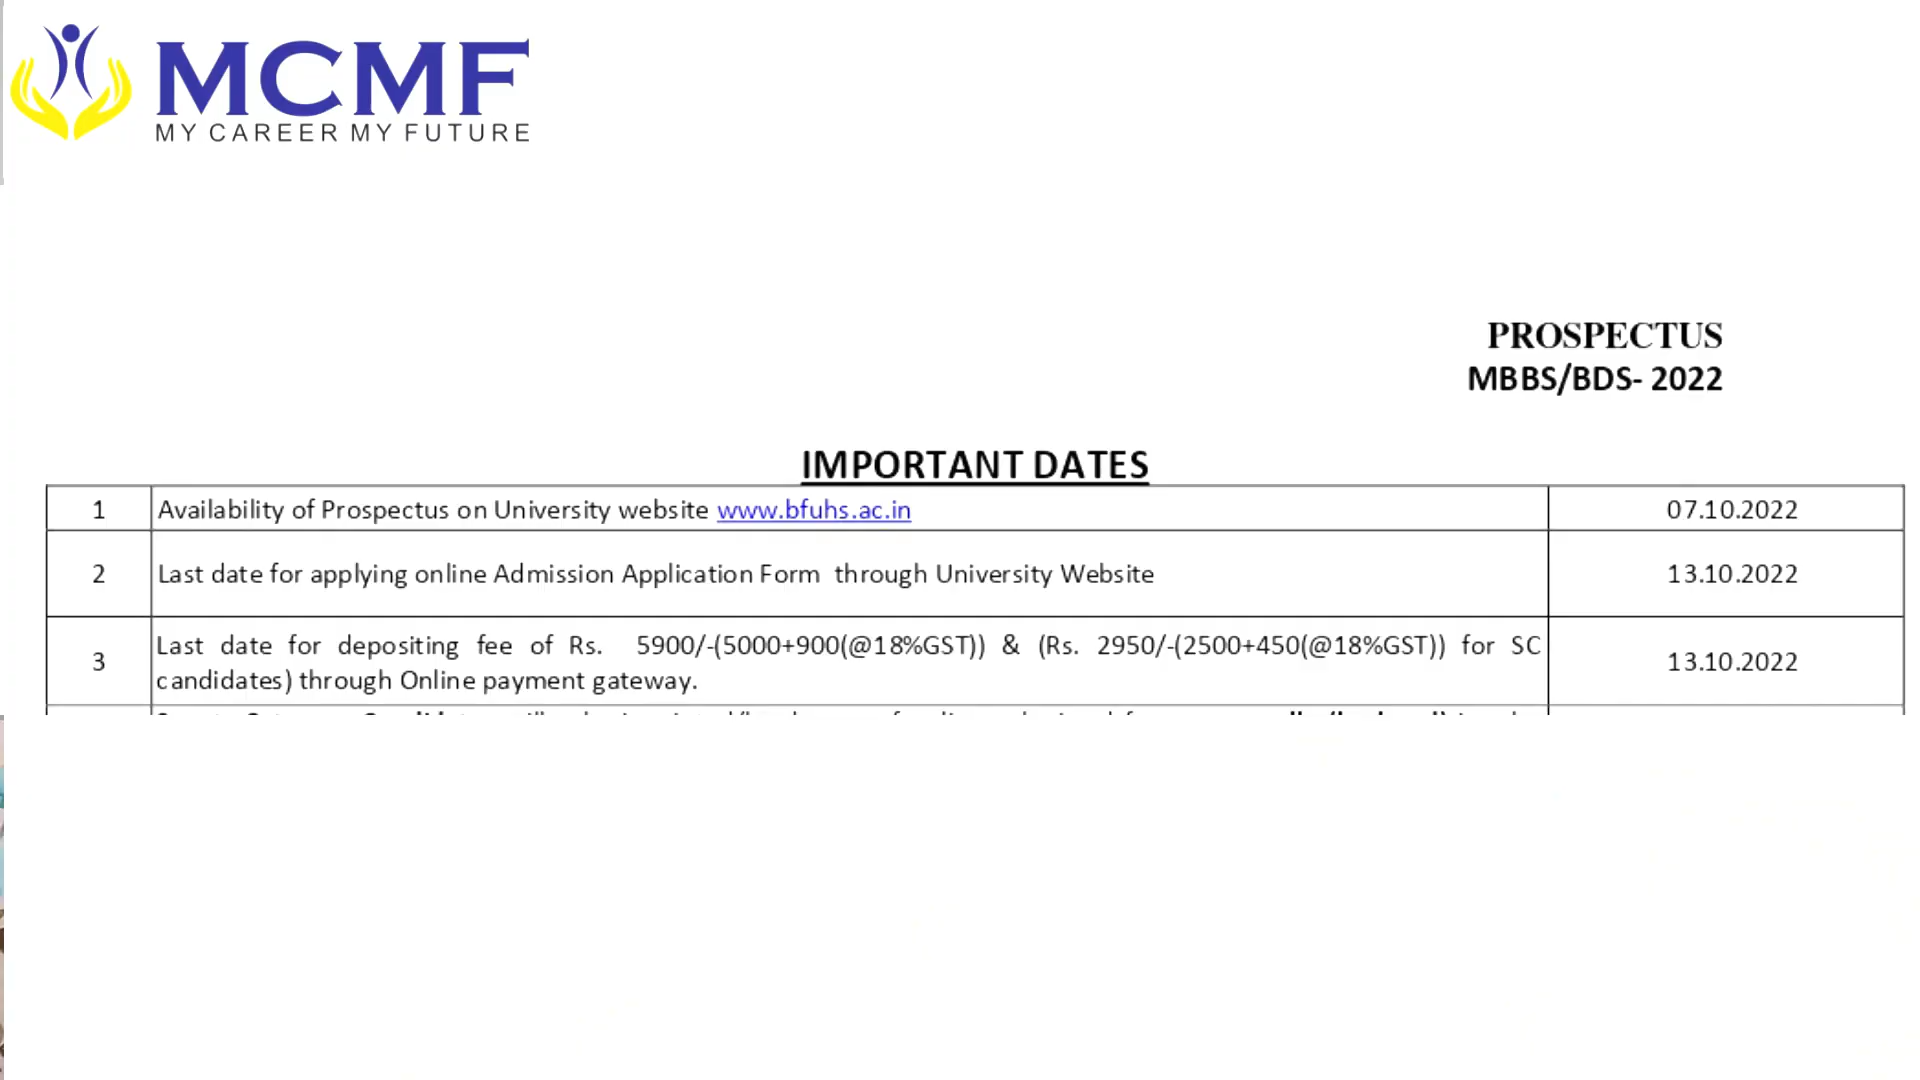 MCMF
MY CAREER MY FUTURE
PROSPECTUS
MBBS/BDS- 2022
IMPORTANT DATES
1 Availability of Prospectus on University website www.bfuhs.ac.in 07.10.2022
2 Last date for applying online Admission Application Form through University Website 13.10.2022
3 Last date for depositing fee of Rs. 5900/-(5000+900(@18%GST)) & (Rs. 2950/-(2500+450(@18%GST)) for SC
candidates) through Online payment gateway. 13.10.2022